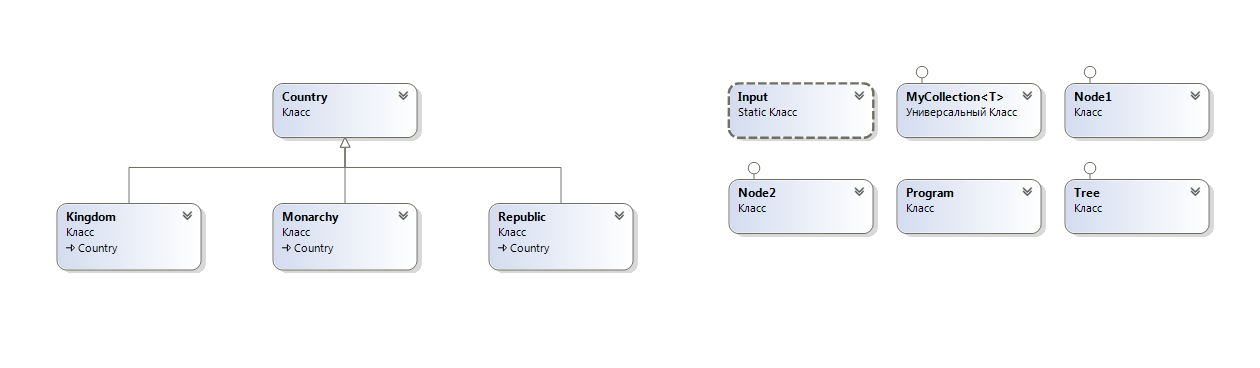 Country
Класс
Kingdom
Класс
Country
Monarchy
Класс
Country
Republic
Класс
Country
Input
Static Класс
MyCollection<T>
Универсальный Класс
Node1
Класс
Node2
Класс
Program
Класс
Tree
Класс